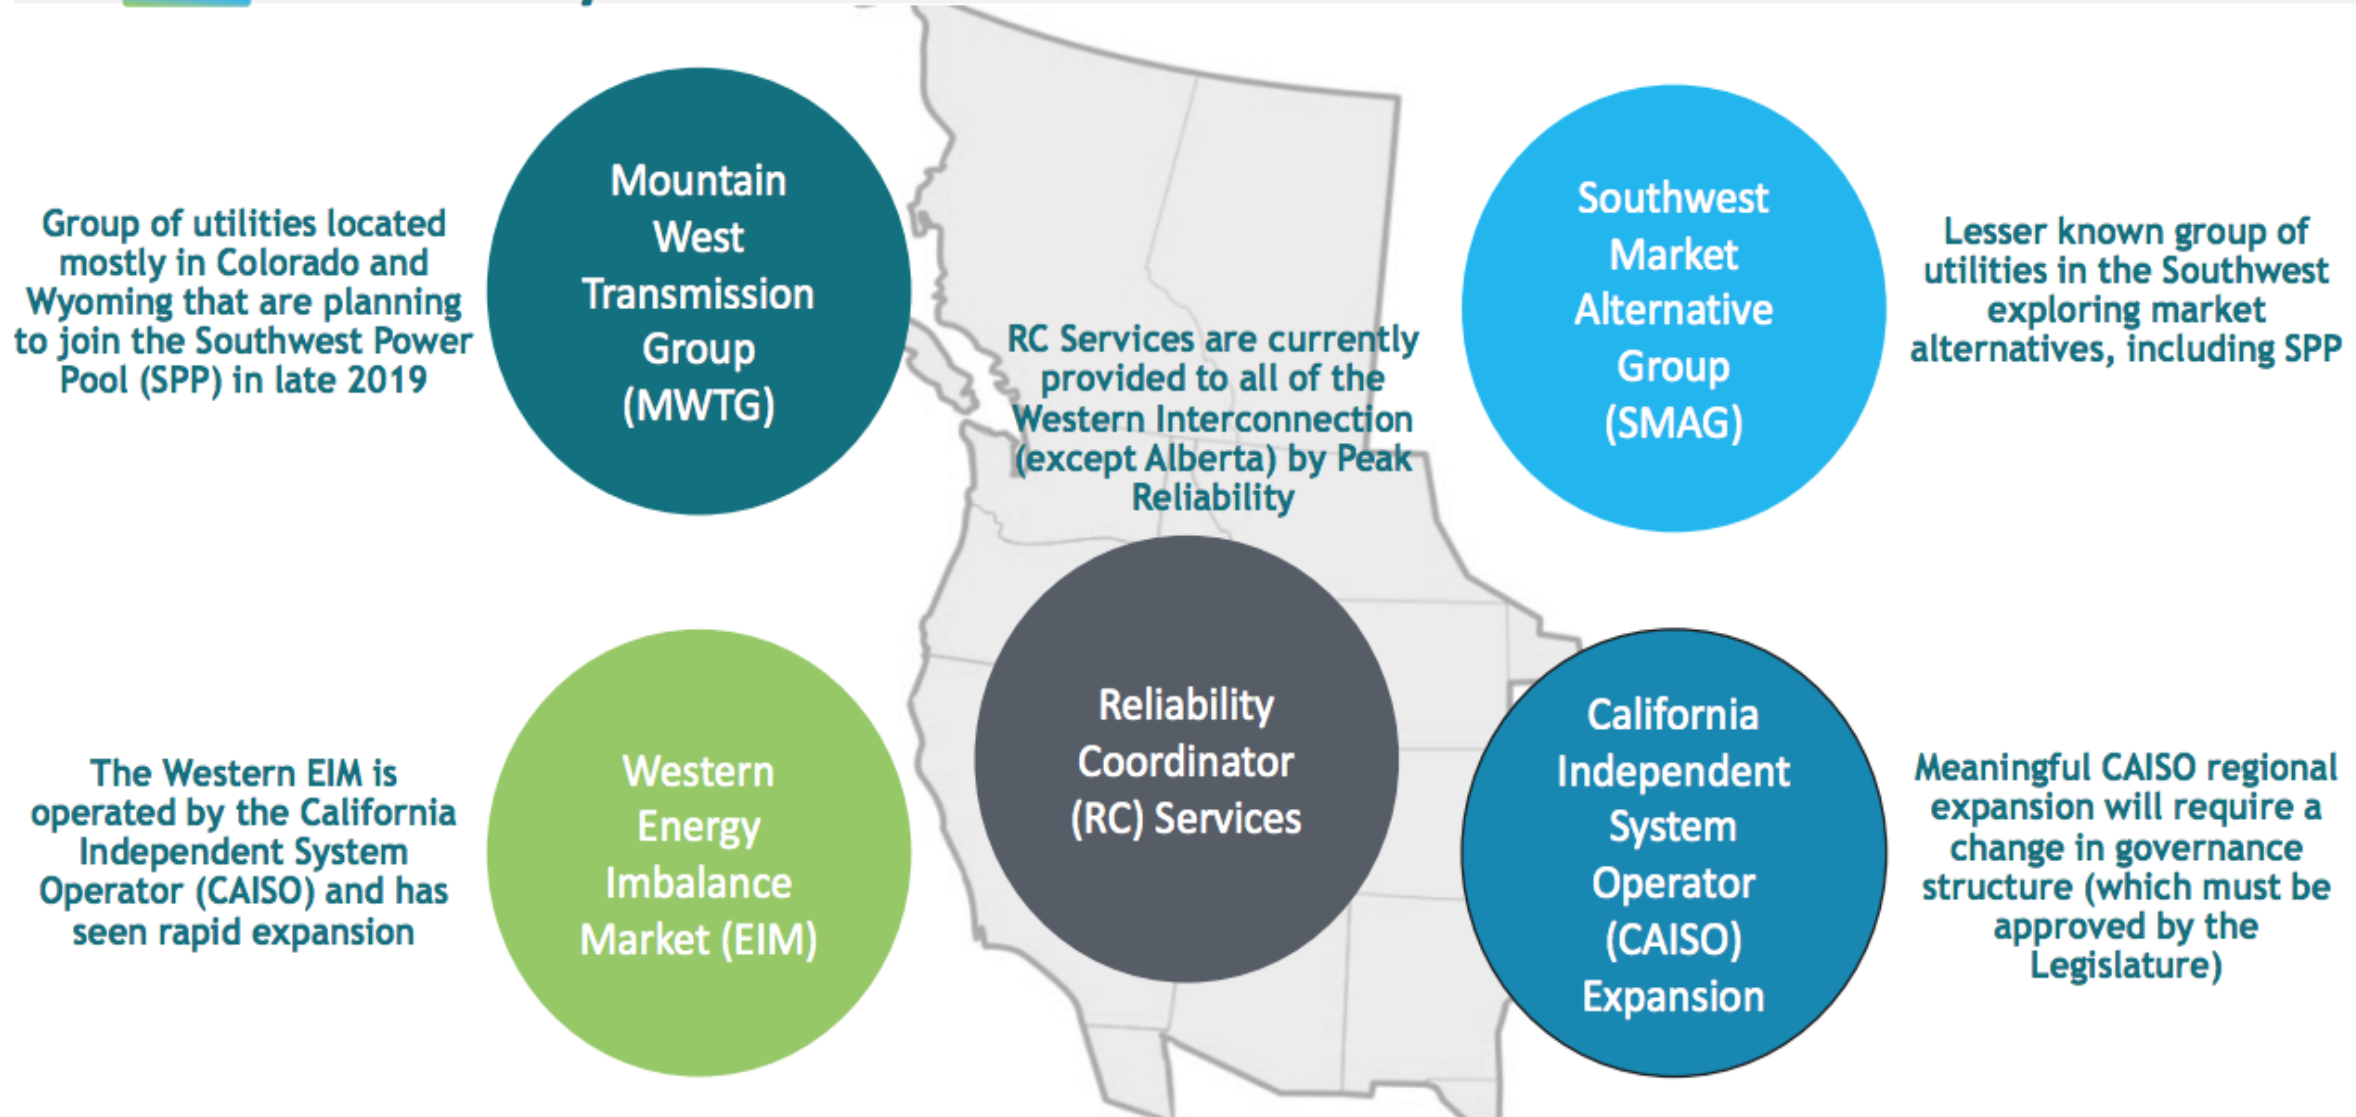 Group of utilities located
mostly in Colorado and
Wyoming that are planning
to join the Southwest Power
Pool (SPP) in late 2019
Mountain
West
Transmission
Group
(MWTG)
RC Services are currently
provided to all of the
Western Interconnection
(except Alberta) by Peak
Reliability
Southwest
Market
Alternative
Group
(SMAG)
Lesser known group of
utilities in the Southwest
exploring market
alternatives, including SPP
The Western EIM is
operated by the California
Independent System
Operator (CAISO) and has
seen rapid expansion
Western
Energy
Imbalance
Market (EIM)
Reliability
Coordinator
(RC) Services
California
Independent
System
Operator
(CAISO)
Expansion
Meaningful CAISO regional
expansion will require a
change in governance
structure (which must be
approved by the
Legislature)